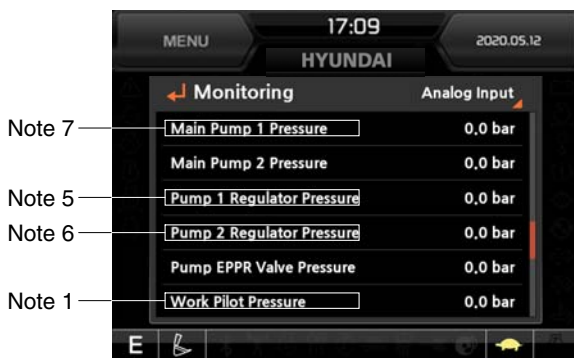 17:09
MENU
2020.05.12
HYUNDAI
Monitoring Analog Input
Note 7 Main Pump 1 Pressure 0.0 bar
Main Pump 2 Pressure 0.0 bar
Note 5 Pump 1 Regulator Pressure 0.0 bar
Note 6 Pump 2 Regulator Pressure 0.0 bar
Pump EPPR Valve Pressure 0.0 bar
Note 1 Work Pilot Pressure 0.0 bar
E